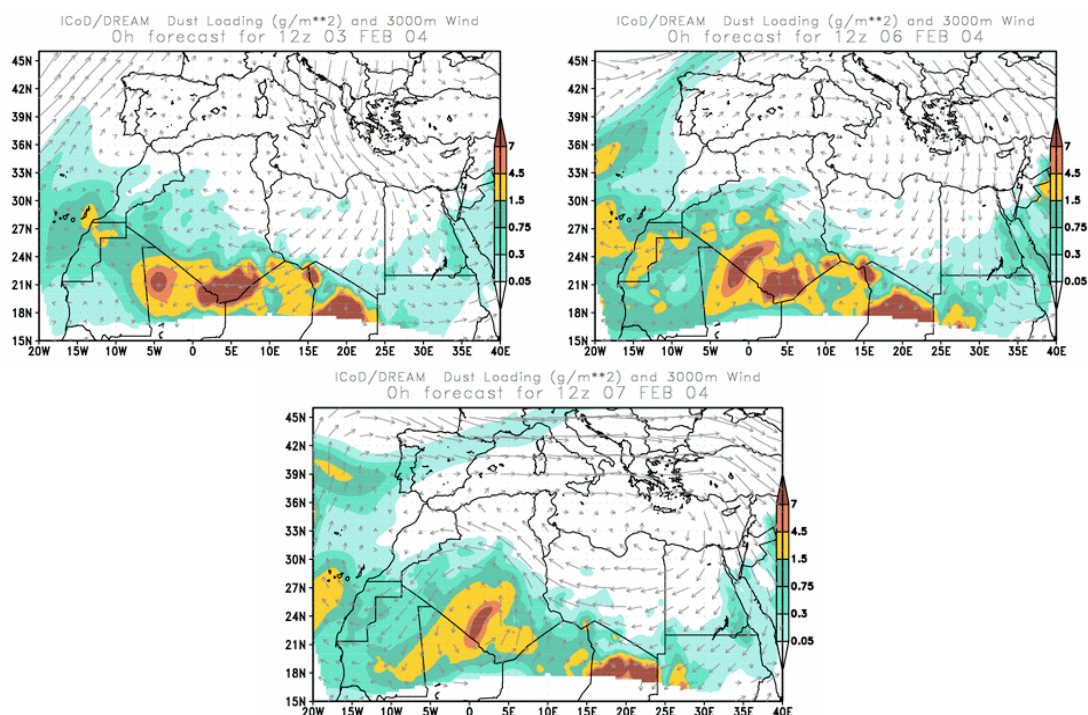 ICoD/DREAM Dust Loading (g/m**2) and 3000m Wind
0h forecast for 12z 03 FEB 04
45N
42N
39N
36N
33N
30N
27N
24N
21N
18N
15N
20W 15W 10W 5W 0 5E 10E 15E 20E 25E 30E 35E 40E
7
4.5
1.5
0.75
0.3
0.05
ICoD/DREAM Dust Loading (g/m**2) and 3000m Wind
0h forecast for 12z 06 FEB 04
45N
42N
39N
36N
33N
30N
27N
24N
21N
18N
15N
20W 15W 10W 5W 0 5E 10E 15E 20E 25E 30E 35E 40E
7
4.5
1.5
0.75
0.3
0.05
ICoD/DREAM Dust Loading (g/m**2) and 3000m Wind
0h forecast for 12z 07 FEB 04
45N
42N
39N
36N
33N
30N
27N
24N
21N
18N
15N
20W 15W 10W 5W 0 5E 10E 15E 20E 25E 30E 35E 40E
7
4.5
1.5
0.75
0.3
0.05